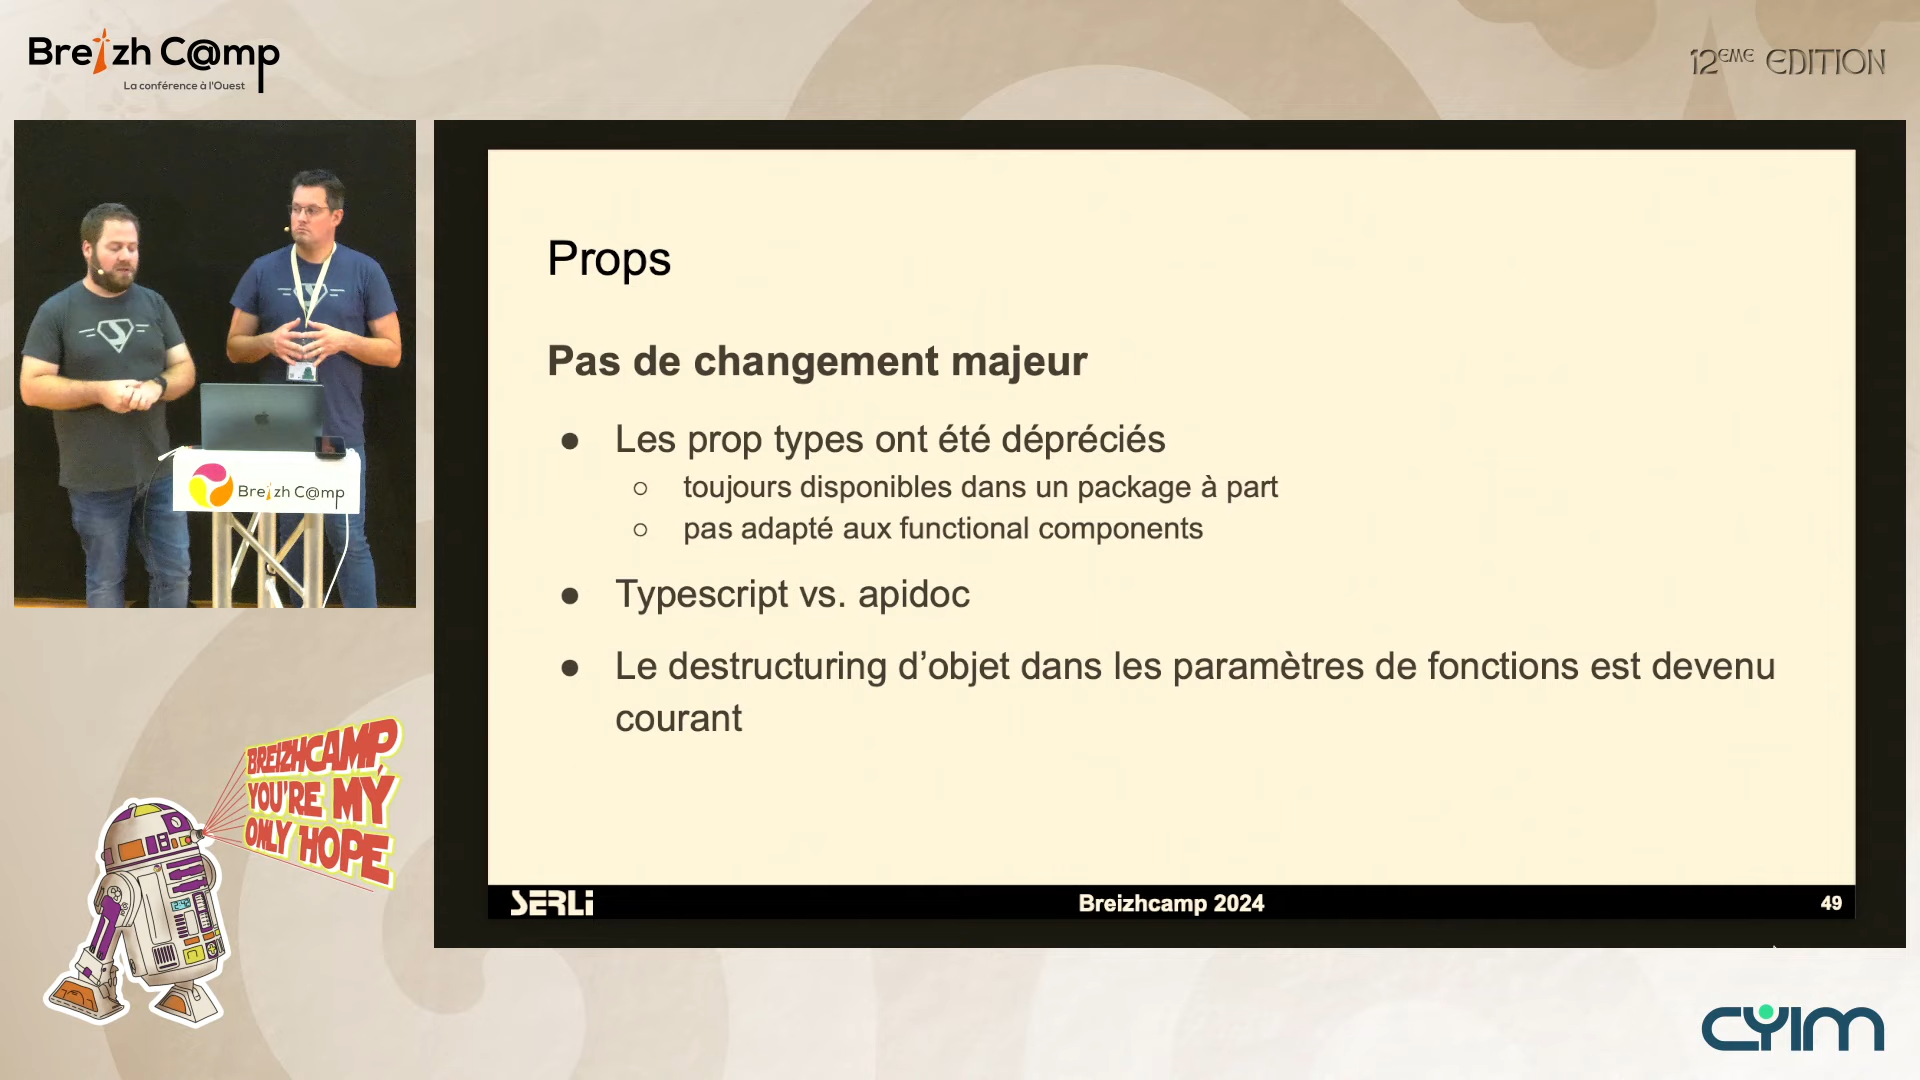 Breizh C@mp
La conférence à l'Ouest
12EME EDITION
Props
Pas de changement majeur
● Les prop types ont été dépréciés
○ toujours disponibles dans un package à part
○ pas adapté aux functional components
● Typescript vs. apidoc
● Le destructuring d’objet dans les paramètres de fonctions est devenu
courant
SERLi
Breizhcamp 2024
49
Breizh C@mp
BREIZHCAMP,
YOU'RE MY
ONLY HOPE
CYIM